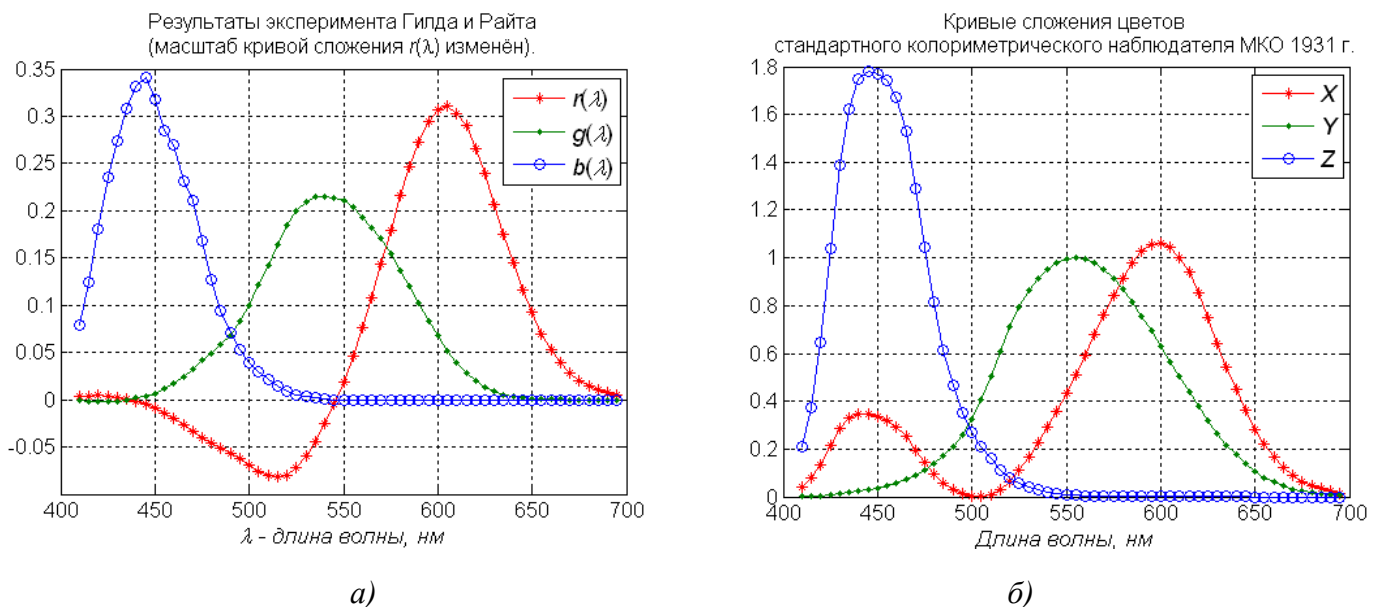 Результаты эксперимента Гилда и Райта
(масштаб кривой сложения r(λ) изменён).
0.35
0.3
0.25
0.2
0.15
0.1
0.05
0
-0.05
r(λ)
g(λ)
b(λ)
400 450 500 550 600 650 700
λ - длина волны, нм
а)
Кривые сложения цветов
стандартного колориметрического наблюдателя МКО 1931 г.
1.8
1.6
1.4
1.2
1
0.8
0.6
0.4
0.2
0
X
Y
Z
400 450 500 550 600 650 700
Длина волны, нм
б)